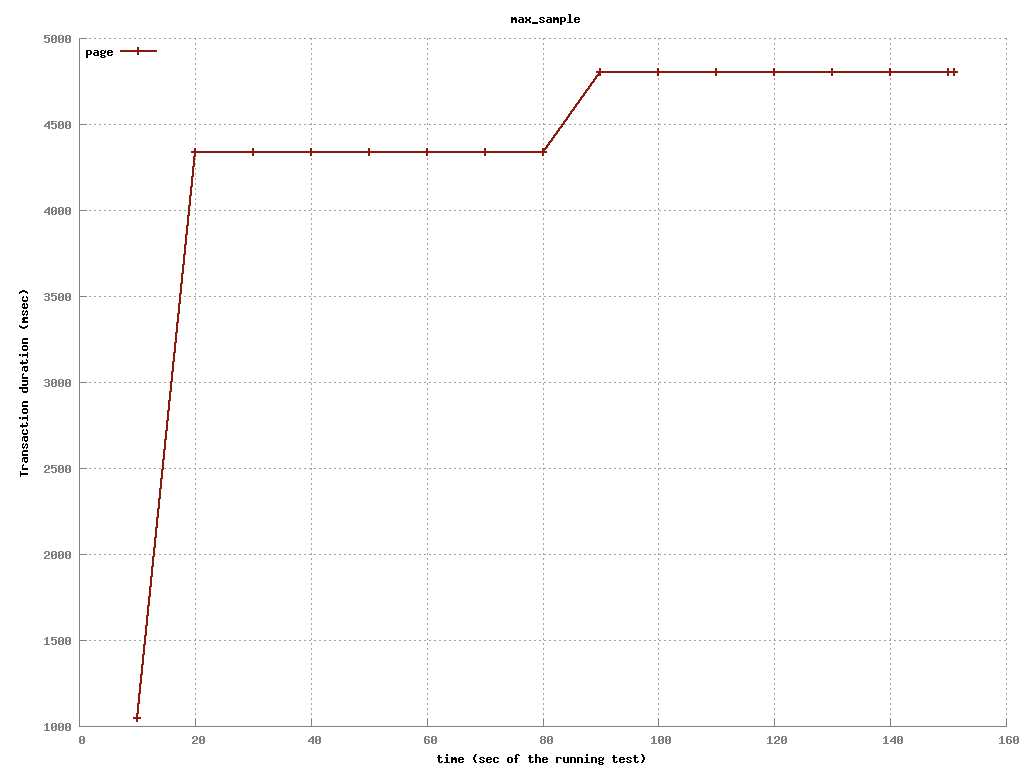 max_sample
5000
page
4500
4000
3500
3000
2500
2000
1500
1000
Transaction duration (msec)
0 20 40 60 80 100 120 140 160
time (sec of the running test)